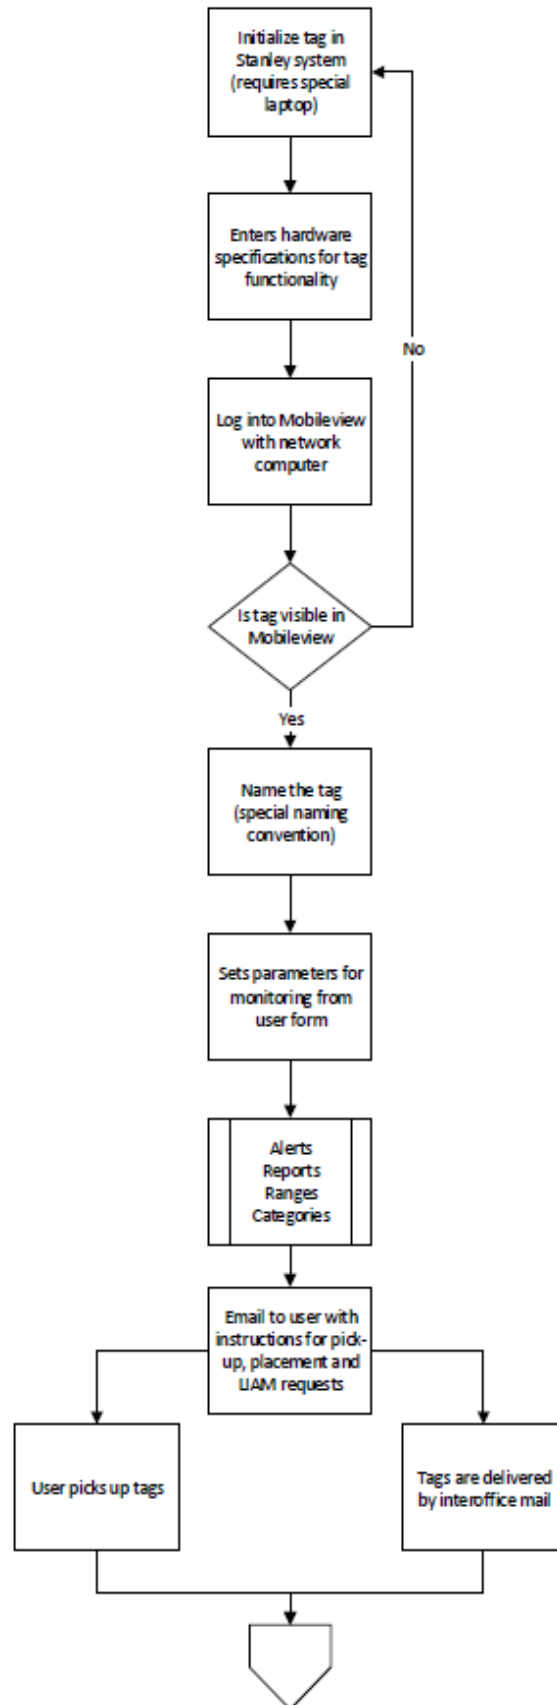 Initialize tag in
Stanley system
(requires special
laptop)
Enters hardware
specifications for tag
functionality
No
Log into Mobileview
with network
computer
Is tag visible in
Mobileview
Yes
Name the tag
(special naming
convention)
Sets parameters for
monitoring from
user form
Alerts
Reports
Ranges
Categories
Email to user with
instructions for pick-
up, placement and
LIAM requests
User picks up tags
Tags are delivered
by interoffice mail